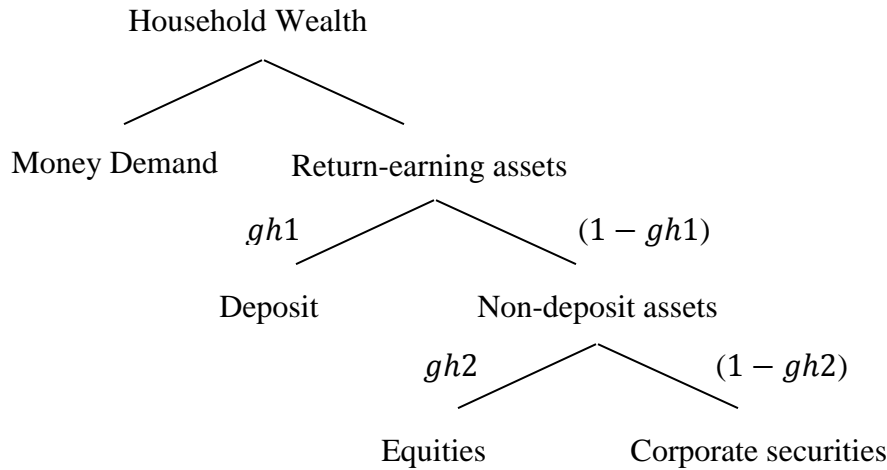 Household Wealth
Money Demand
Return-earning assets
gh1
(1 − gh1)
Deposit
Non-deposit assets
gh2
(1 − gh2)
Equities
Corporate securities